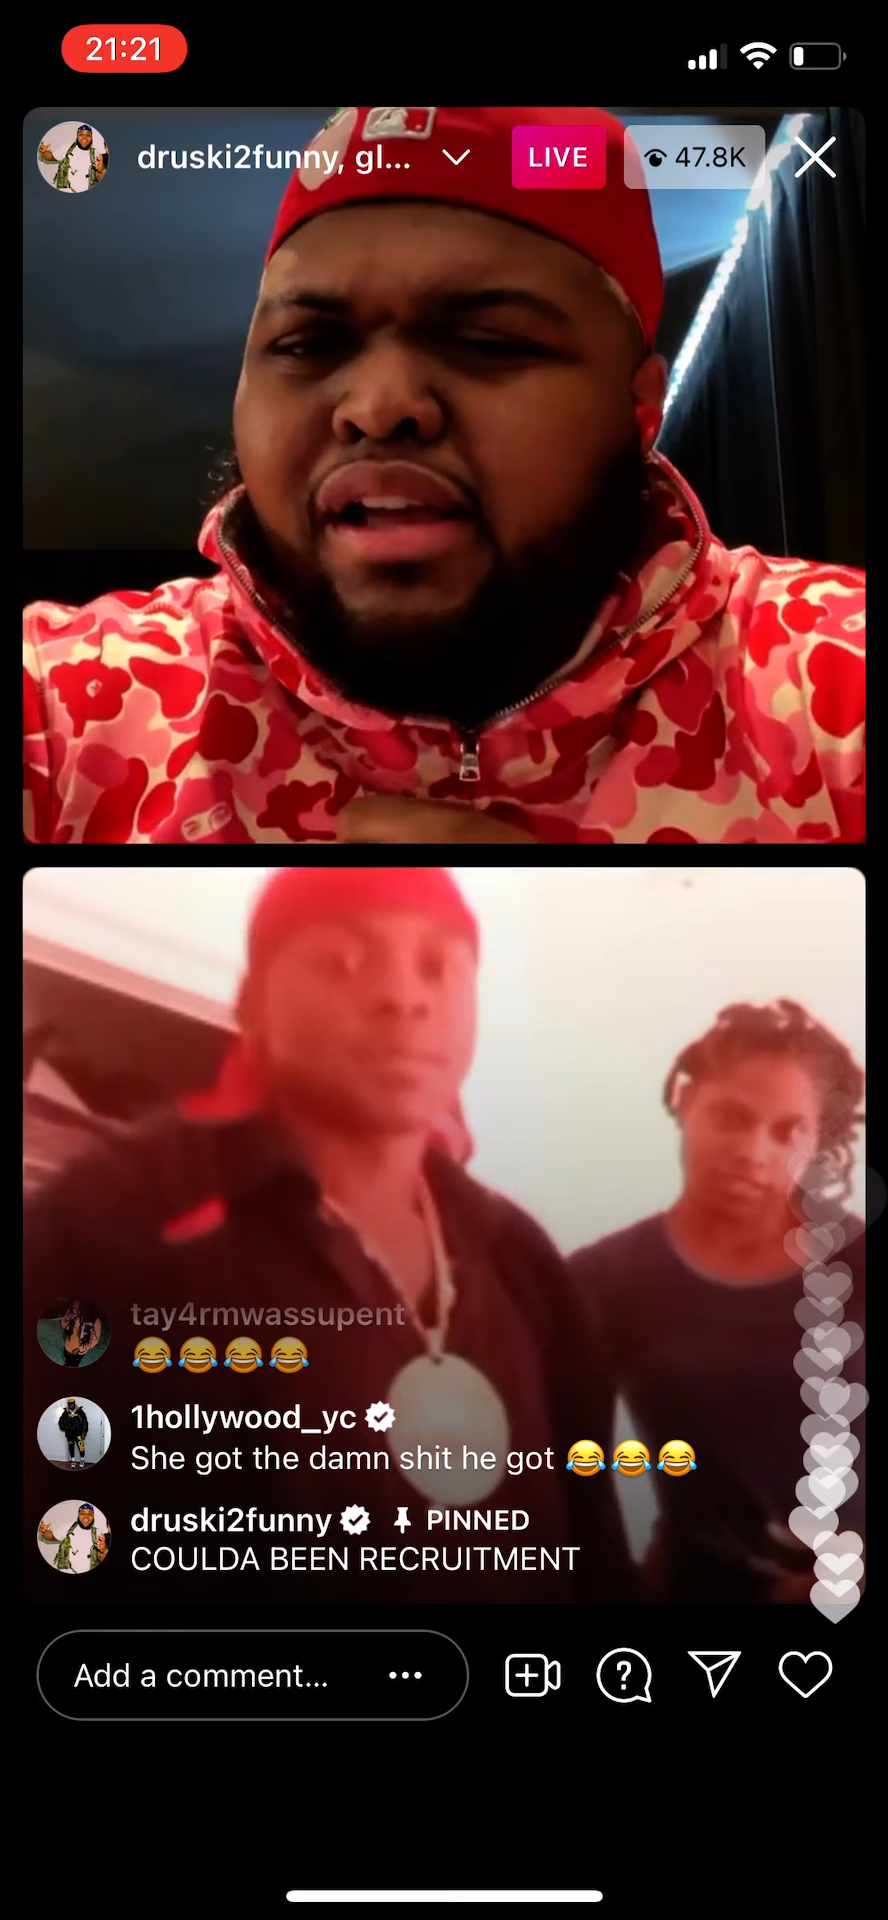 21:21
druski2funny, gl...
LIVE
47.8K
tay4rmwassupent
😂😂😂😂
1hollywood_yc
She got the damn shit he got 😂😂😂
druski2funny PINNED
COULDA BEEN RECRUITMENT
Add a comment...